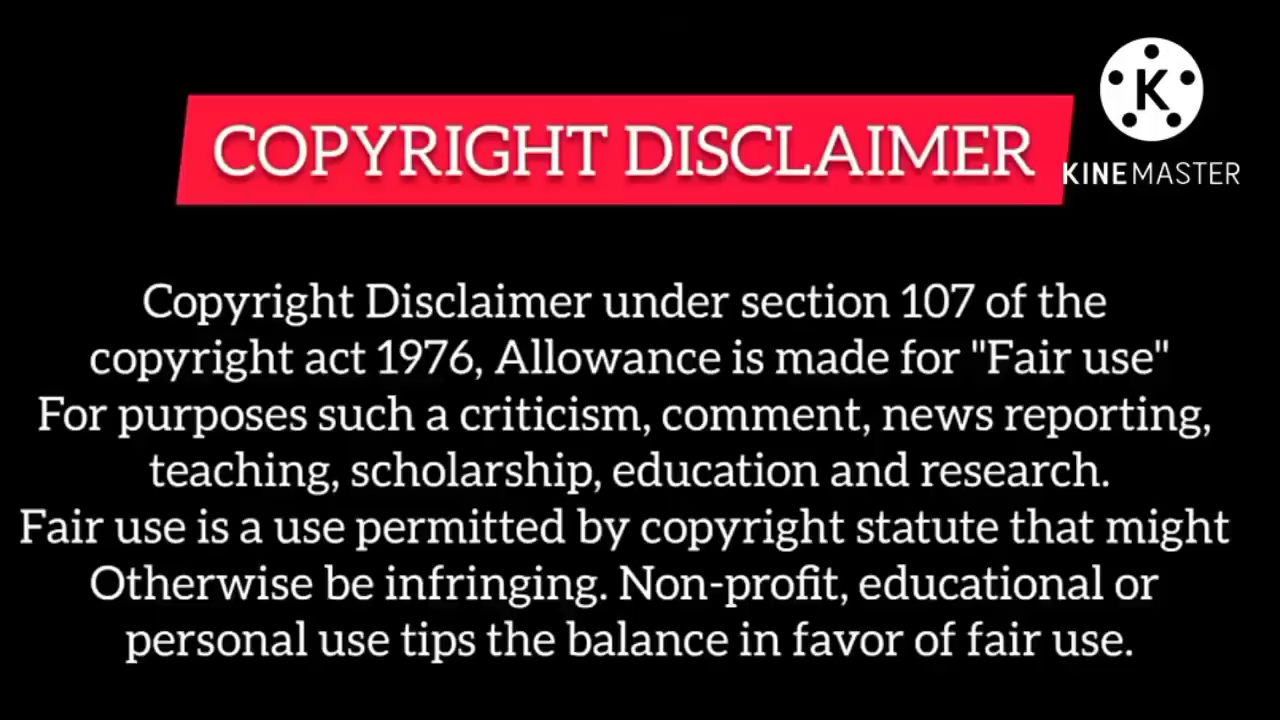 K
COPYRIGHT DISCLAIMER
KINEMASTER
Copyright Disclaimer under section 107 of the
copyright act 1976, Allowance is made for "Fair use"
For purposes such a criticism, comment, news reporting,
teaching, scholarship, education and research.
Fair use is a use permitted by copyright statute that might
Otherwise be infringing. Non-profit, educational or
personal use tips the balance in favor of fair use.